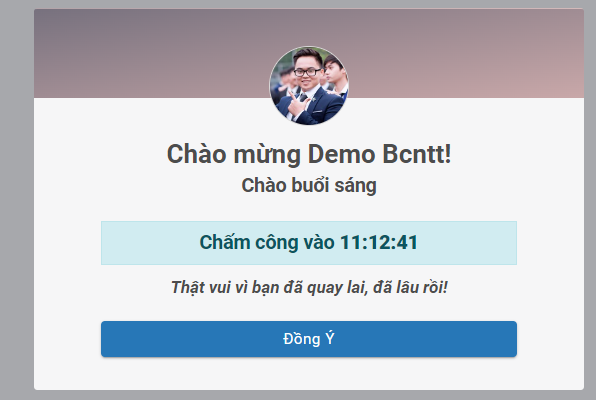 Chào mừng Demo Bcntt!
Chào buổi sáng
Chấm công vào 11:12:41
Thật vui vì bạn đã quay lai, đã lâu rồi!
Đồng Ý